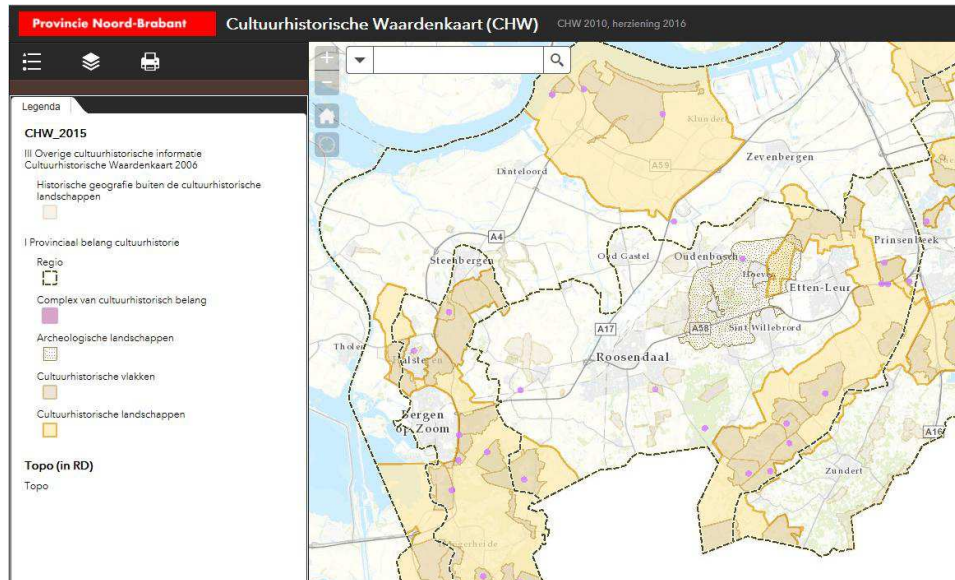 Provincie Noord-Brabant
Cultuurhistorische Waardenkaart (CHW)
CHW 2010, herziening 2016
Legenda
CHW_2015
III Overige cultuurhistorische informatie
Cultuurhistorische Waardenkaart 2006
Historische geografie buiten de cultuurhistorische
landschappen
I Provinciaal belang cultuurhistorie
Regio
Complex van cultuurhistorisch belang
Archeologische landschappen
Cultuurhistorische vlakken
Cultuurhistorische landschappen
Topo (in RD)
Topo
+
−
Klundert
A59
Zevenbergen
Dinteloord
A4
Prinsenbeek
Steenbergen
Oud Gastel
Oudenbosch
Hoeven
Etten-Leur
A17
A58
Sint Willebrord
Tholen
Halsteren
Roosendaal
Bergen
op Zoom
A16
Zundert